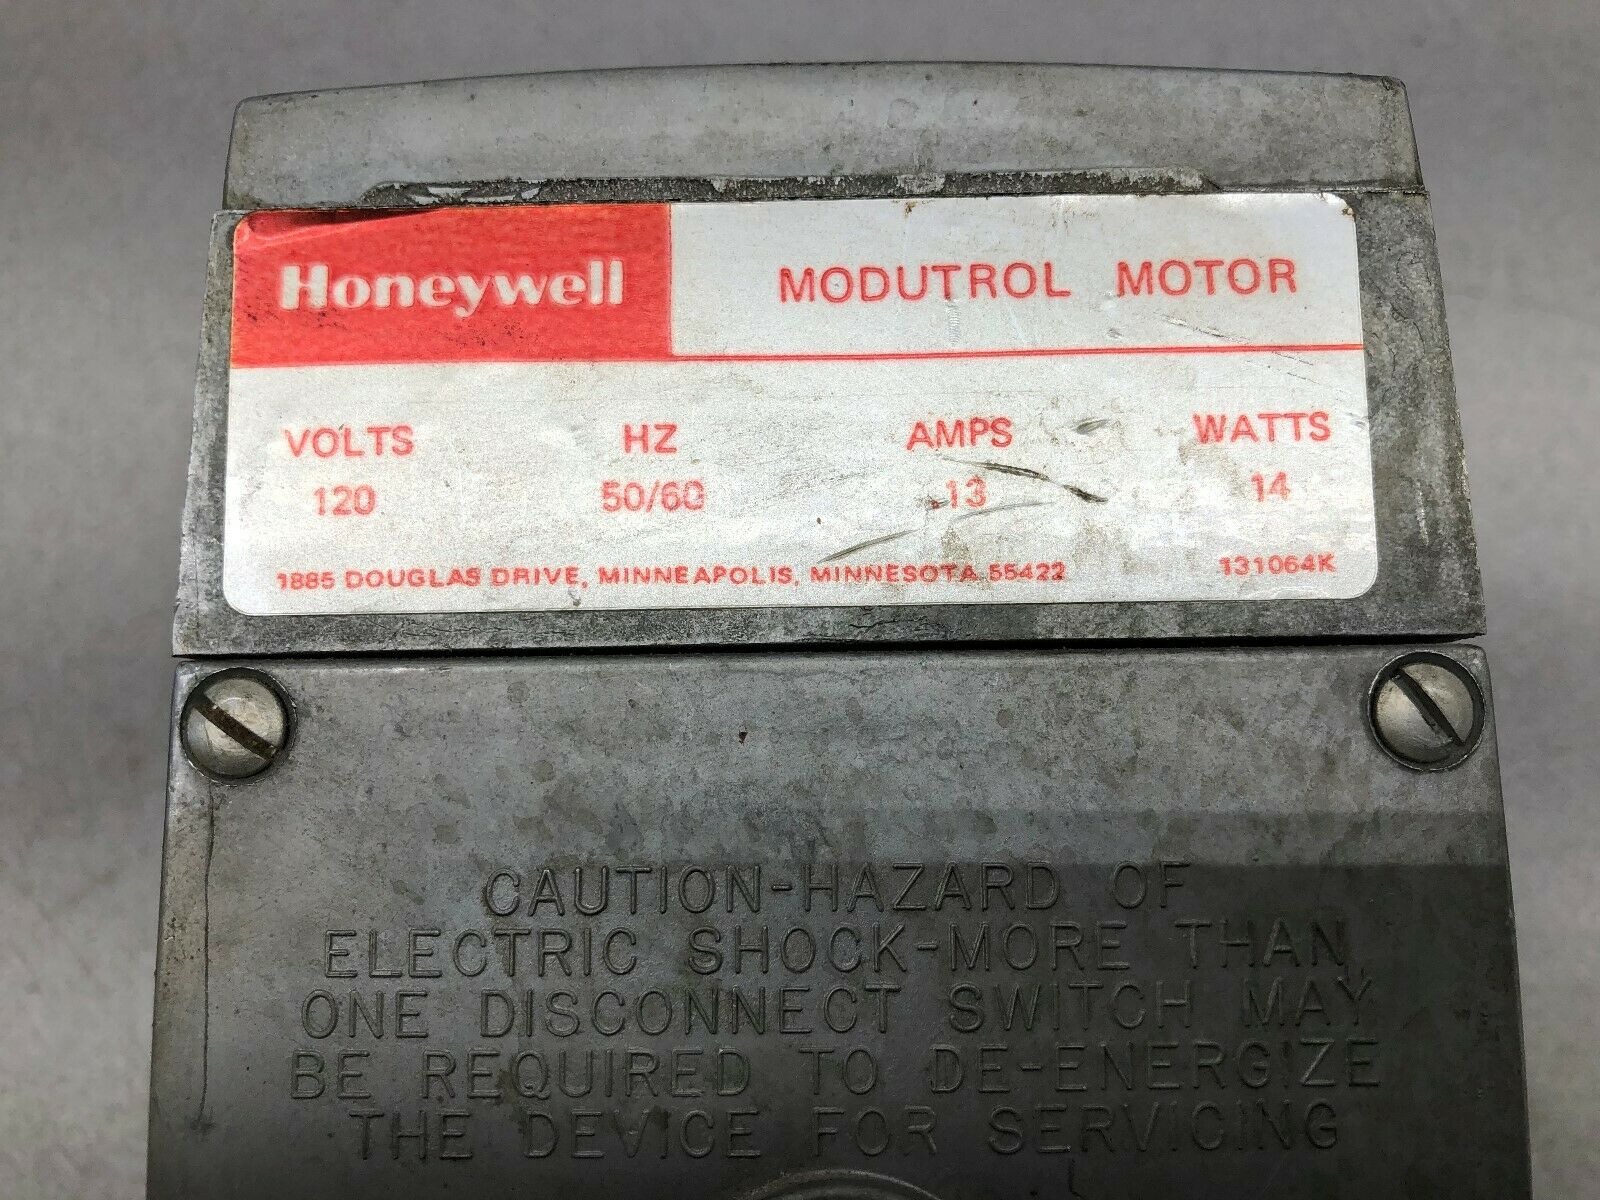 Honeywell MODUTROL MOTOR
VOLTS HZ AMPS WATTS
120 50/60 .13 14
1885 DOUGLAS DRIVE, MINNEAPOLIS, MINNESOTA 55422 131064K
CAUTION-HAZARD OF
ELECTRIC SHOCK-MORE THAN
ONE DISCONNECT SWITCH MAY
BE REQUIRED TO DE-ENERGIZE
THE DEVICE FOR SERVICING